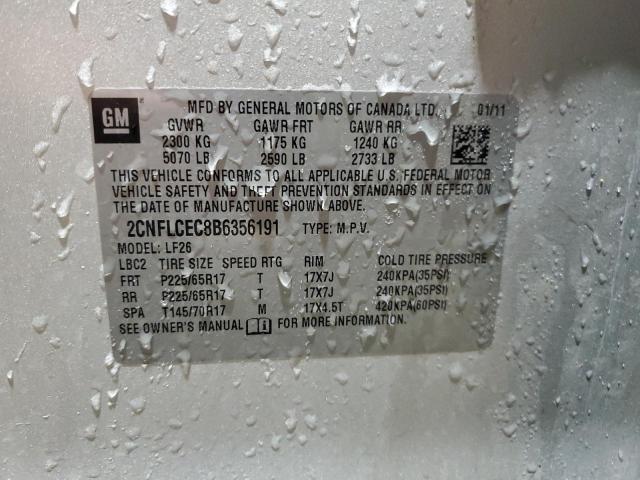 GM MFD BY GENERAL MOTORS OF CANADA LTD. 01/11
GVWR GAWR FRT GAWR RR
2300 KG 1175 KG 1240 KG
5070 LB 2590 LB 2733 LB
THIS VEHICLE CONFORMS TO ALL APPLICABLE U.S. FEDERAL MOTOR
VEHICLE SAFETY AND THEFT PREVENTION STANDARDS IN EFFECT ON
THE DATE OF MANUFACTURE SHOWN ABOVE.
2CNFLCEC8B6356191 TYPE: M.P.V.
MODEL: LF26
LBC2 TIRE SIZE SPEED RTG RIM COLD TIRE PRESSURE
FRT P225/65R17 T 17X7J 240KPA(35PSI)
RR P225/65R17 T 17X7J 240KPA(35PSI)
SPA T145/70R17 M 17X4.5T 420KPA(60PSI)
SEE OWNER'S MANUAL FOR MORE INFORMATION.